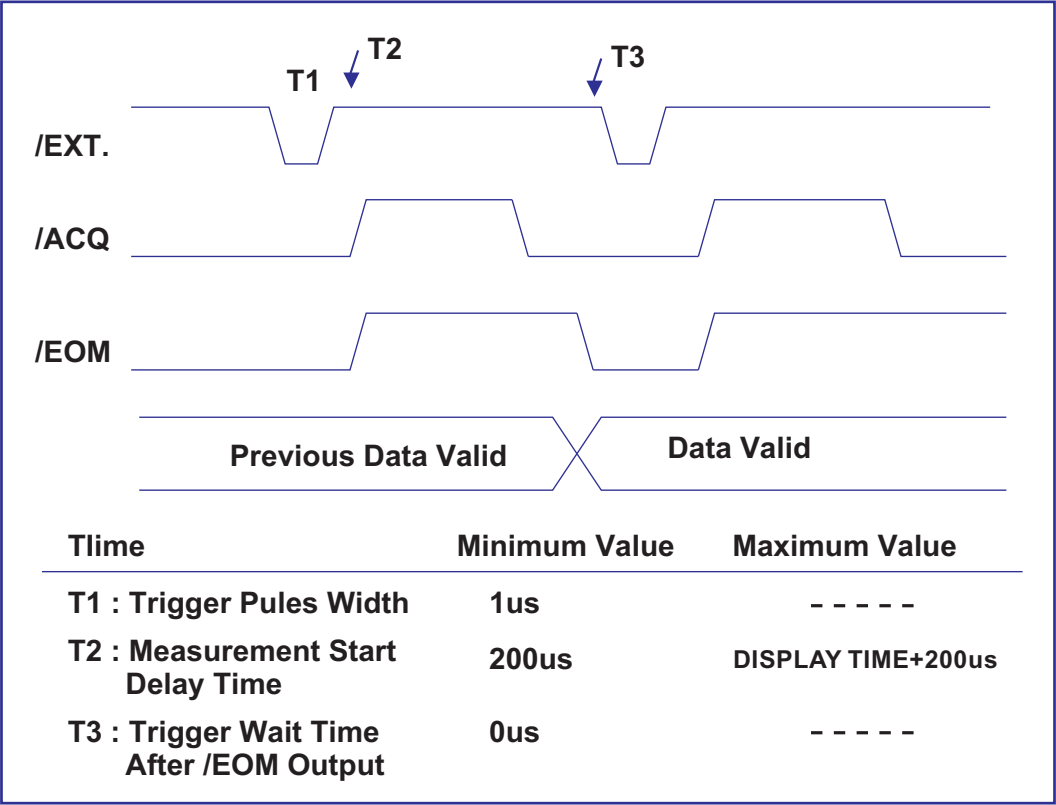 T1
T2
T3
/EXT.
/ACQ
/EOM
Previous Data Valid
Data Valid
Tlime Minimum Value Maximum Value
T1 : Trigger Pules Width 1us - - - - -
T2 : Measurement Start
Delay Time 200us DISPLAY TIME+200us
T3 : Trigger Wait Time 0us - - - - -
After /EOM Output